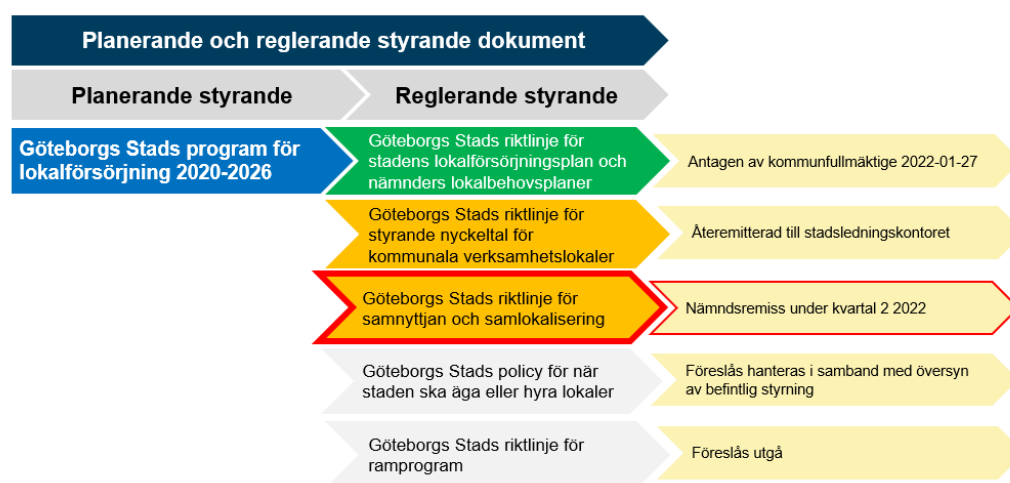 Planerande och reglerande styrande dokument
Planerande styrande
Reglerande styrande
Göteborgs Stads program för
lokalförsörjning 2020-2026
Göteborgs Stads riktlinje för
stadens lokalförsörjningsplan och
nämnders lokalbehovsplaner
Antagen av kommunfullmäktige 2022-01-27
Göteborgs Stads riktlinje för
styrande nyckeltal för
kommunala verksamhetslokaler
Återemitterad till stadsledningskontoret
Göteborgs Stads riktlinje för
samnyttjan och samlokalisering
Nämndsremiss under kvartal 2 2022
Göteborgs Stads policy för när
staden ska äga eller hyra lokaler
Föreslås hanteras i samband med översyn
av befintlig styrning
Göteborgs Stads riktlinje för
ramprogram
Föreslås utgå